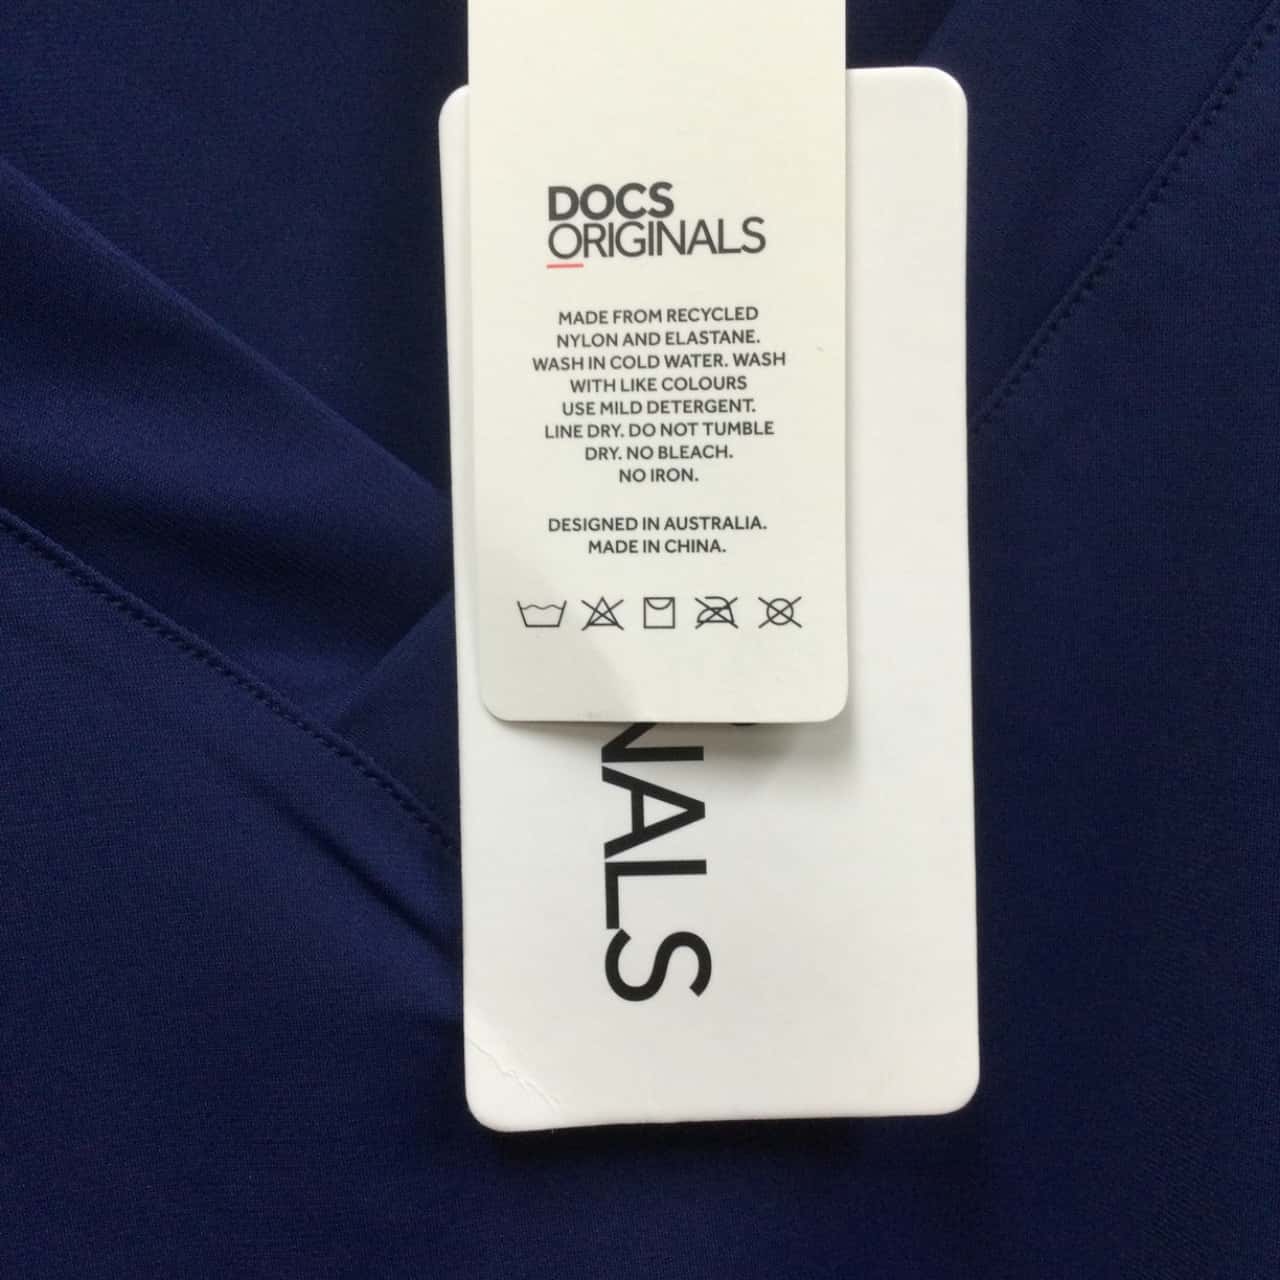 DOCS
ORIGINALS
MADE FROM RECYCLED
NYLON AND ELASTANE.
WASH IN COLD WATER. WASH
WITH LIKE COLOURS
USE MILD DETERGENT.
LINE DRY. DO NOT TUMBLE
DRY. NO BLEACH.
NO IRON.
DESIGNED IN AUSTRALIA.
MADE IN CHINA.
NALS